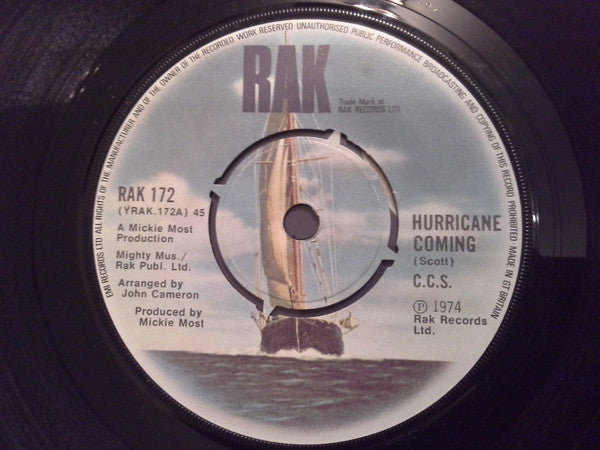 EMI RECORDS LTD ALL RIGHTS OF THE MANUFACTURER AND OF THE OWNER OF THE RECORDED WORK RESERVED UNAUTHORISED PUBLIC PERFORMANCE BROADCASTING AND COPYING OF THIS RECORD PROHIBITED MADE IN GT BRITAIN
RAK
Trade Mark of
RAK RECORDS LTD.
RAK 172
(YRAK.172A) 45
A Mickie Most
Production
Mighty Mus./
Rak Publ. Ltd.
Arranged by
John Cameron
Produced by
Mickie Most
HURRICANE
COMING
(Scott)
C.C.S.
Ⓟ 1974
Rak Records
Ltd.